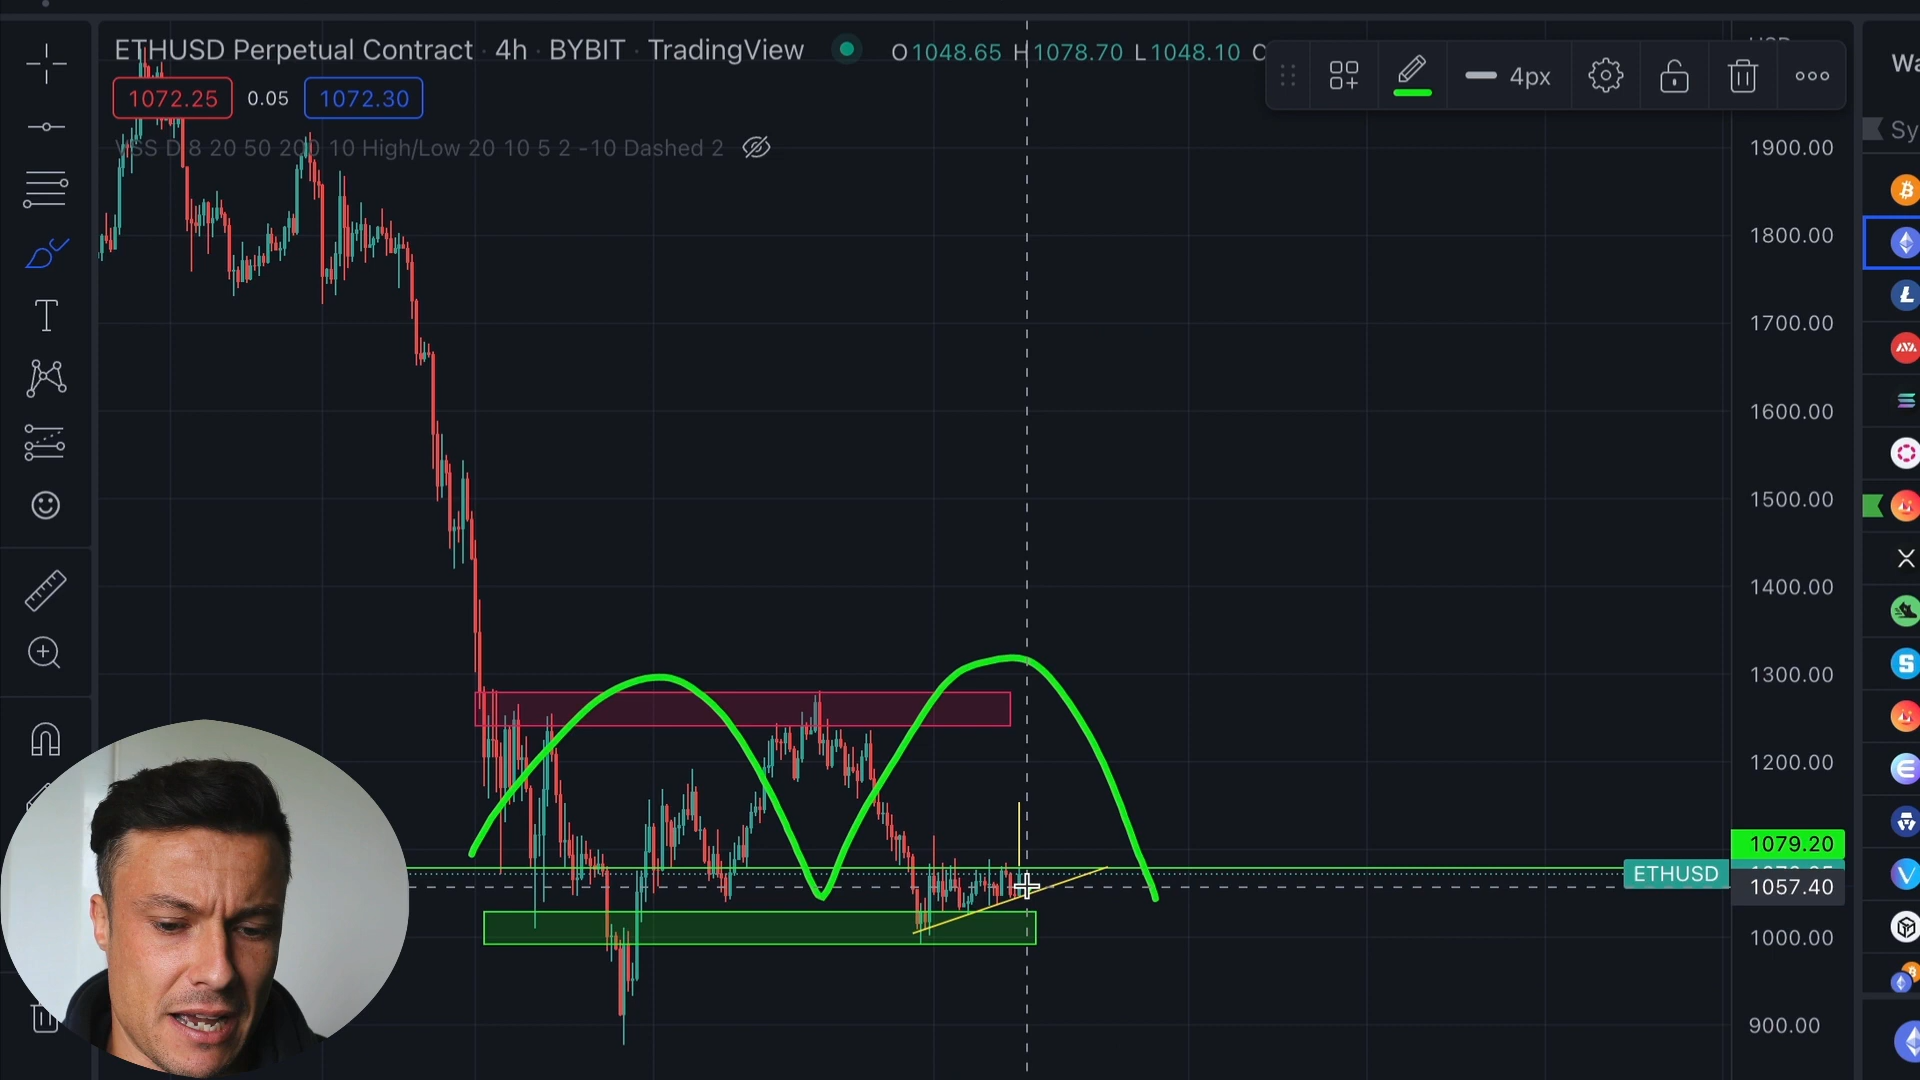 ETHUSD Perpetual Contract · 4h · BYBIT · TradingView O1048.65 H1078.70 L1048.10 C
4px
1072.25 0.05 1072.30
VSS D 8 20 50 200 10 High/Low 20 10 5 2 -10 Dashed 2
Sy
1900.00
1800.00
1700.00
1600.00
1500.00
1400.00
1300.00
1200.00
1079.20
ETHUSD
1057.40
1000.00
900.00